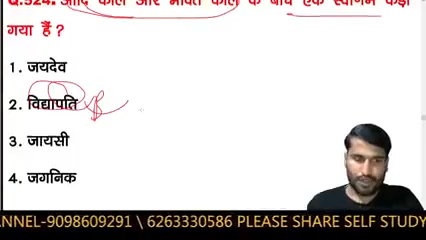 Q.524. आदि काल और भक्ति काल के बीच एक स्वर्णिम कड़ी
गया हैं ?
1. जयदेव
2. विद्यापति
3. जायसी
4. जगनिक
ANNEL-9098609291 \ 6263330586 PLEASE SHARE SELF STUDY